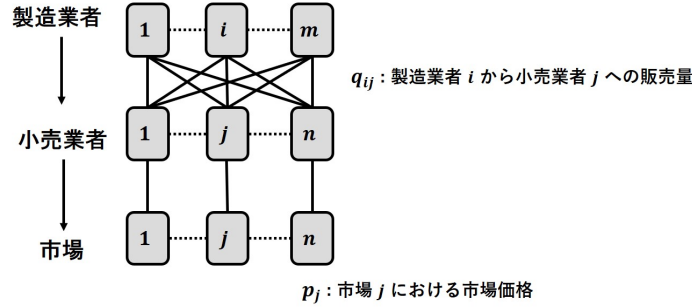 製造業者
1 i m
q_{ij} : 製造業者 i から小売業者 j への販売量
小売業者
1 j n
市場
1 j n
p_j : 市場 j における市場価格